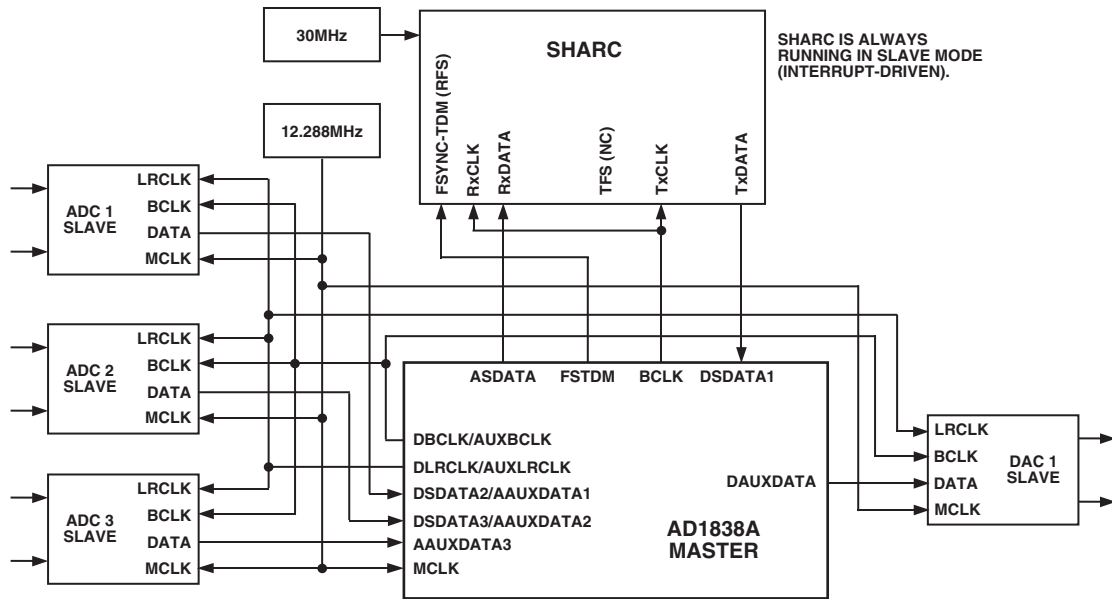 30MHz
SHARC
SHARC IS ALWAYS
RUNNING IN SLAVE MODE
(INTERRUPT-DRIVEN).
FSYNC-TDM (RFS)
RxCLK
RxDATA
TFS (NC)
TxCLK
TxDATA
12.288MHz
ADC 1
SLAVE
LRCLK
BCLK
DATA
MCLK
ADC 2
SLAVE
LRCLK
BCLK
DATA
MCLK
ADC 3
SLAVE
LRCLK
BCLK
DATA
MCLK
ASDATA FSTDM BCLK DSDATA1
DBCLK/AUXBCLK
DLRCLK/AUXLRCLK
DSDATA2/AAUXDATA1
DSDATA3/AAUXDATA2
AAUXDATA3
MCLK
DAUXDATA
AD1838A
MASTER
LRCLK
BCLK
DATA
MCLK
DAC 1
SLAVE